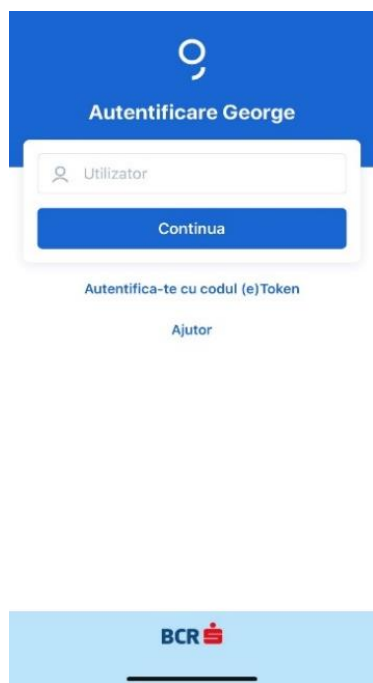 Autentificare George
Utilizator
Continua
Autentifica-te cu codul (e)Token
Ajutor
BCR